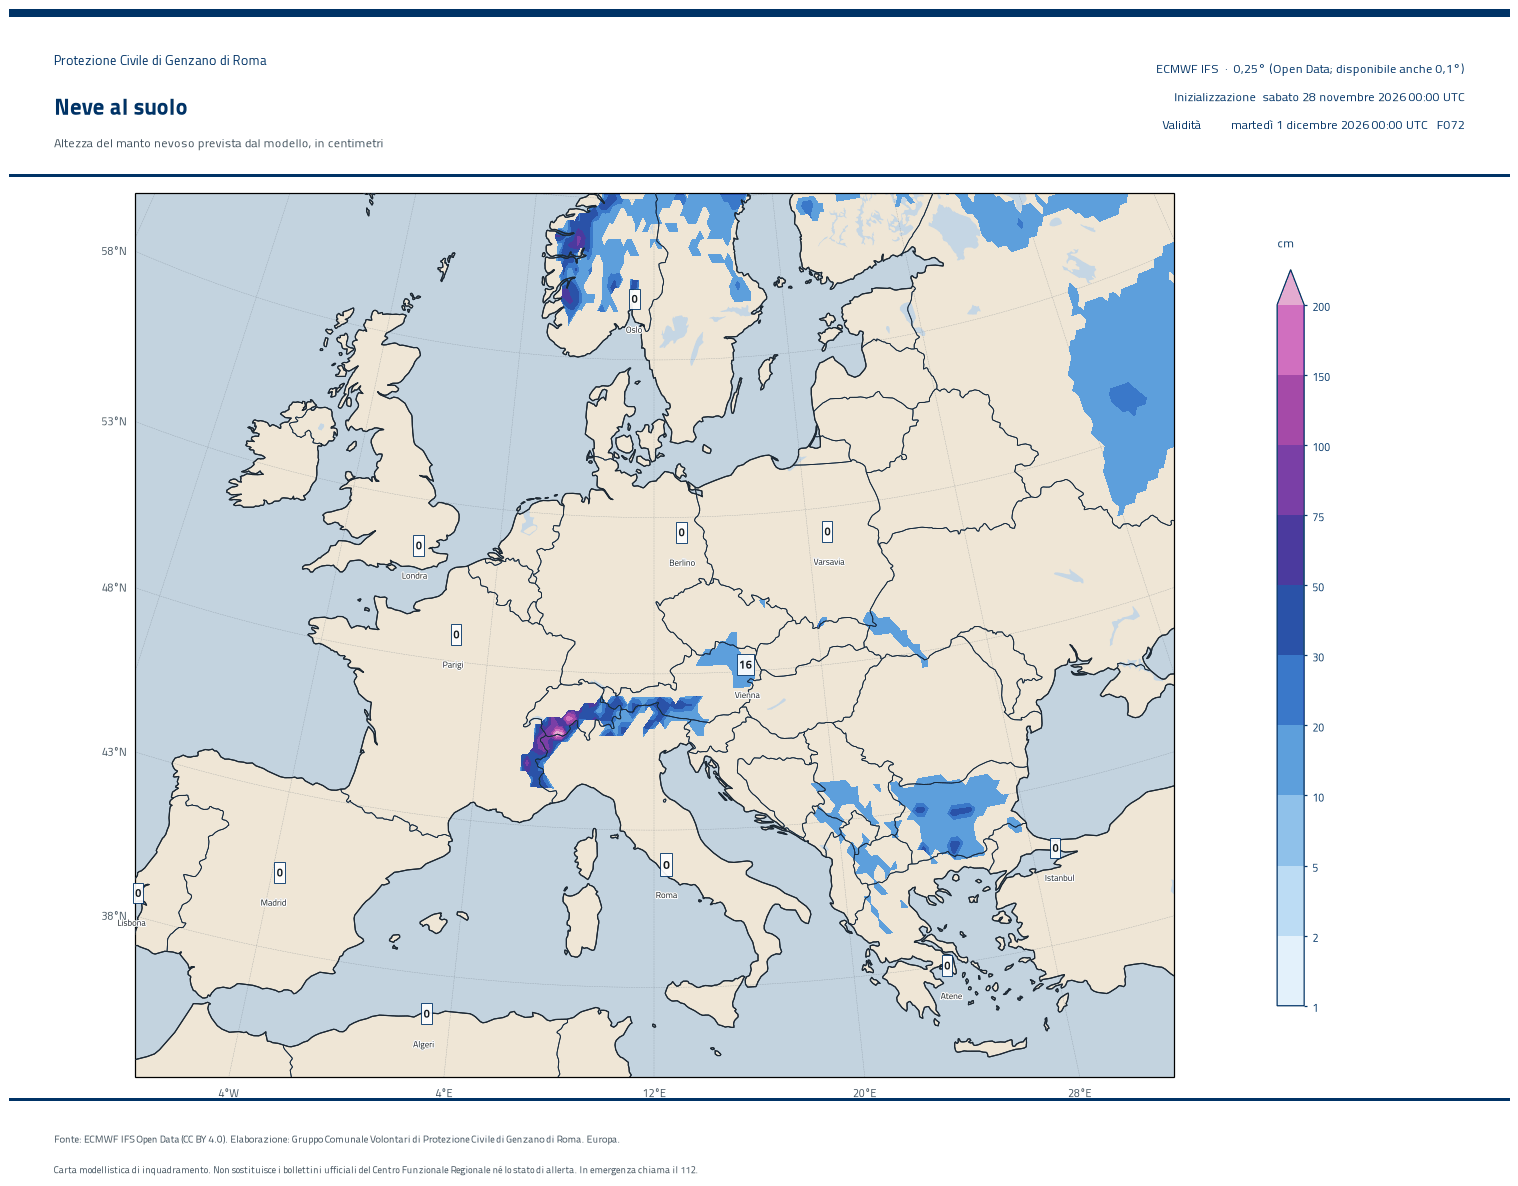 Protezione Civile di Genzano di Roma
Neve al suolo
Altezza del manto nevoso prevista dal modello, in centimetri
ECMWF IFS · 0,25° (Open Data; disponibile anche 0,1°)
Inizializzazione sabato 28 novembre 2026 00:00 UTC
Validità martedì 1 dicembre 2026 00:00 UTC F072
58°N
53°N
48°N
43°N
38°N
4°W
4°E
12°E
20°E
28°E
0
Oslo
0
Londra
0
Berlino
0
Varsavia
0
Parigi
16
Vienna
0
Madrid
0
Lisbona
0
Roma
0
Istanbul
0
Atene
0
Algeri
cm
200
150
100
75
50
30
20
10
5
2
1
Fonte: ECMWF IFS Open Data (CC BY 4.0). Elaborazione: Gruppo Comunale Volontari di Protezione Civile di Genzano di Roma. Europa.
Carta modellistica di inquadramento. Non sostituisce i bollettini ufficiali del Centro Funzionale Regionale né lo stato di allerta. In emergenza chiama il 112.